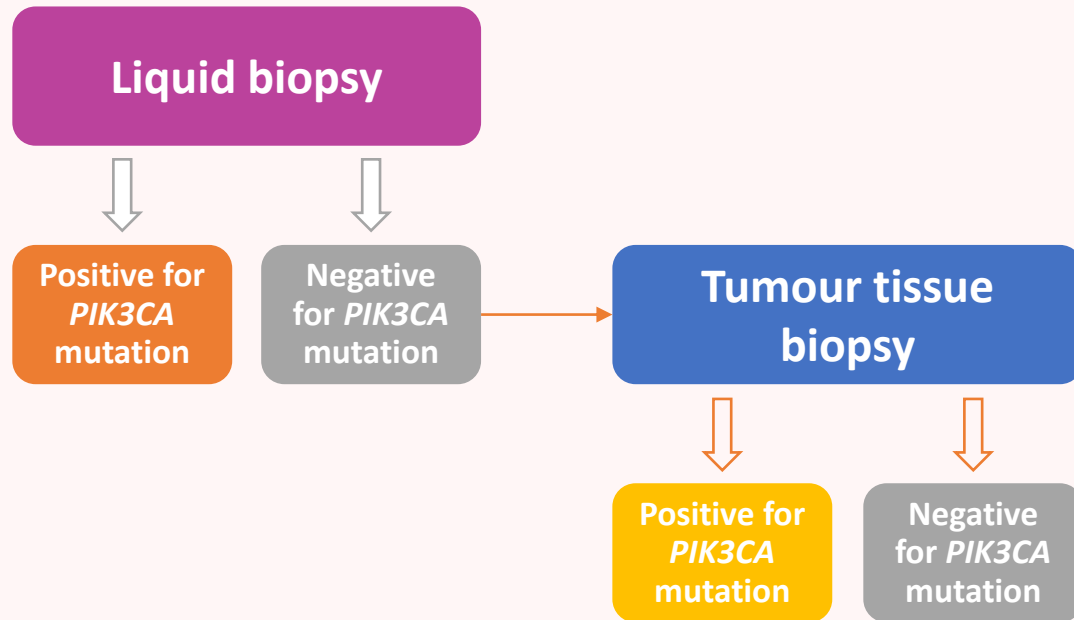 Liquid biopsy
Positive for
PIK3CA
mutation
Negative
for PIK3CA
mutation
Tumour tissue
biopsy
Positive for
PIK3CA
mutation
Negative
for PIK3CA
mutation